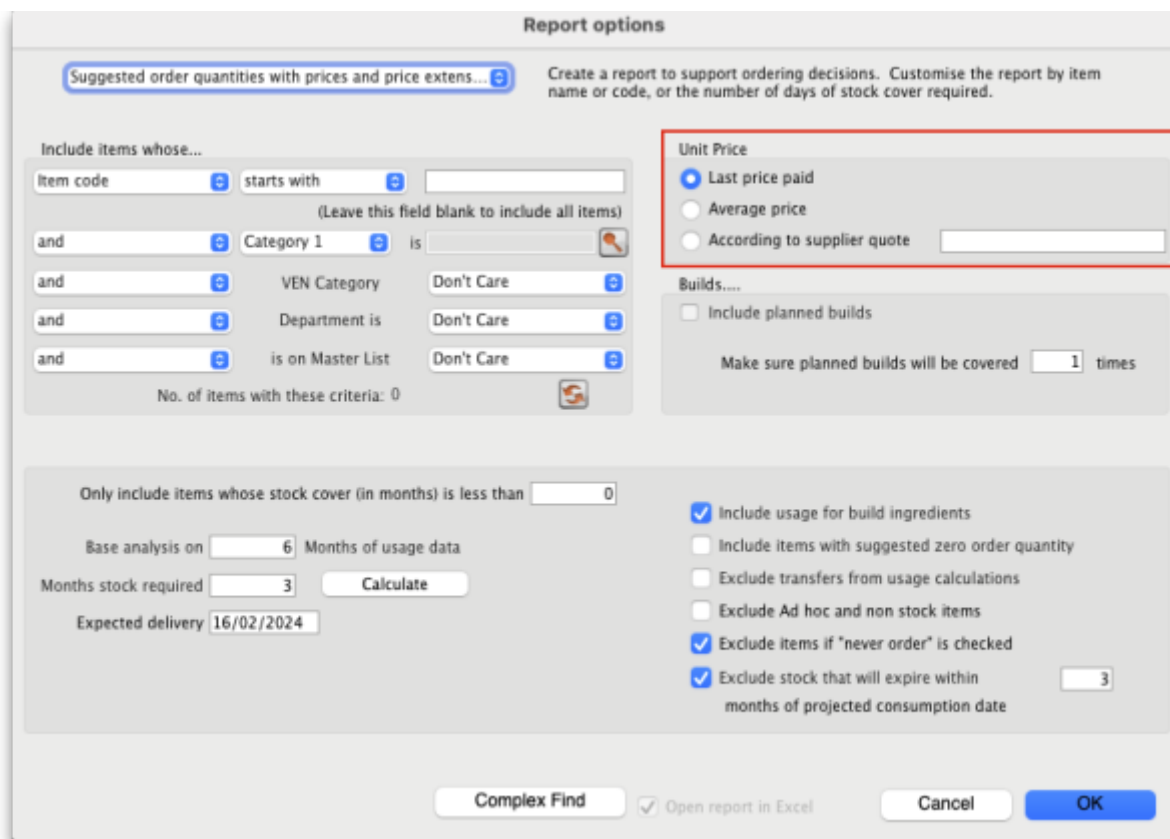 Report options
Suggested order quantities with prices and price extens...
Create a report to support ordering decisions. Customise the report by item
name or code, or the number of days of stock cover required.
Include items whose...
Item code starts with
(Leave this field blank to include all items)
and Category 1 is
and VEN Category Don't Care
and Department is Don't Care
and is on Master List Don't Care
No. of items with these criteria: 0
Unit Price
Last price paid
Average price
According to supplier quote
Builds....
Include planned builds
Make sure planned builds will be covered 1 times
Only include items whose stock cover (in months) is less than 0
Base analysis on 6 Months of usage data
Months stock required 3 Calculate
Expected delivery 16/02/2024
Include usage for build ingredients
Include items with suggested zero order quantity
Exclude transfers from usage calculations
Exclude Ad hoc and non stock items
Exclude items if "never order" is checked
Exclude stock that will expire within 3
months of projected consumption date
Complex Find Open report in Excel Cancel OK